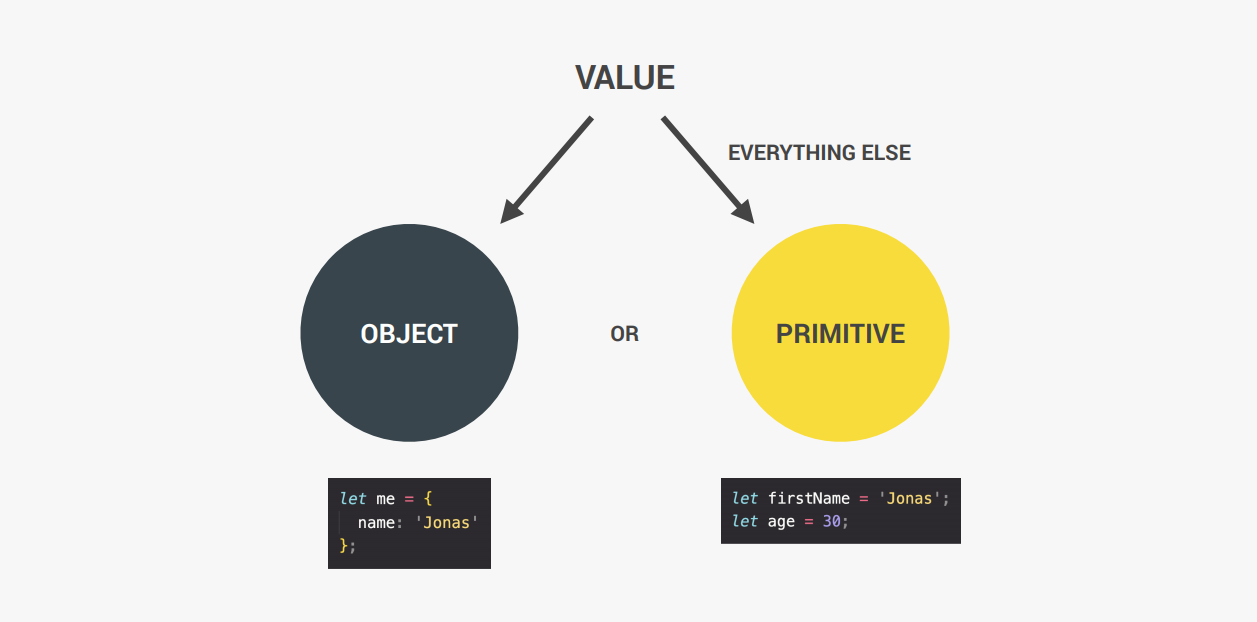 VALUE
EVERYTHING ELSE
OBJECT
OR
PRIMITIVE
let me = {
name: 'Jonas'
};
let firstName = 'Jonas';
let age = 30;